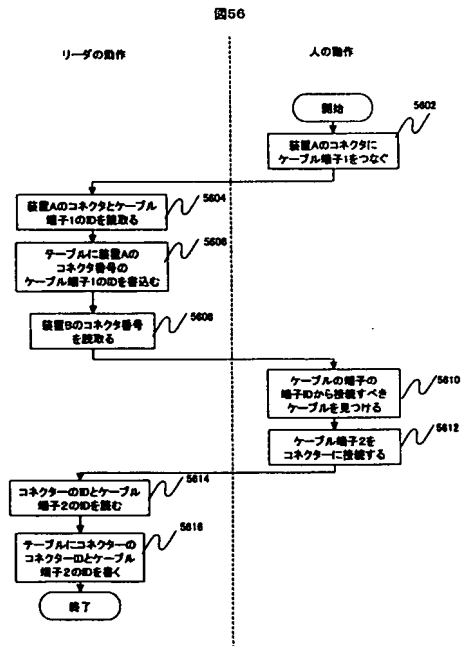 図56
リーダの動作
人の動作
開始
5602
装置Aのコネクタに
ケーブル端子1をつなぐ
5604
装置Aのコネクタとケーブル
端子1のIDを読取る
5606
テーブルに装置Aの
コネクタ番号の
ケーブル端子1のIDを書込む
5608
装置Bのコネクタ番号
を読取る
5610
ケーブルの端子の
端子IDから接続すべき
ケーブルを見つける
5612
ケーブル端子2を
コネクターに接続する
5614
コネクターのIDとケーブル
端子2のIDを読む
5616
テーブルにコネクターの
コネクターIDとケーブル
端子2のIDを書く
終了